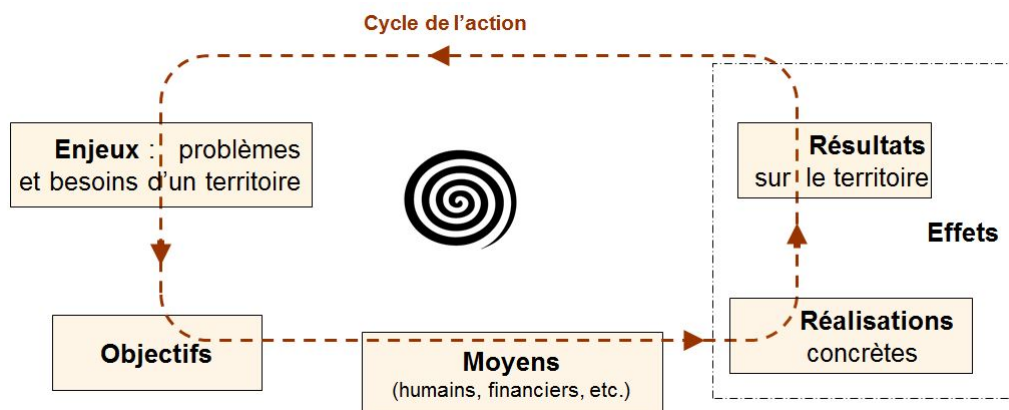 Cycle de l'action
Enjeux : problèmes
et besoins d'un territoire
Résultats
sur le territoire
Effets
Objectifs
Moyens
(humains, financiers, etc.)
Réalisations
concrètes